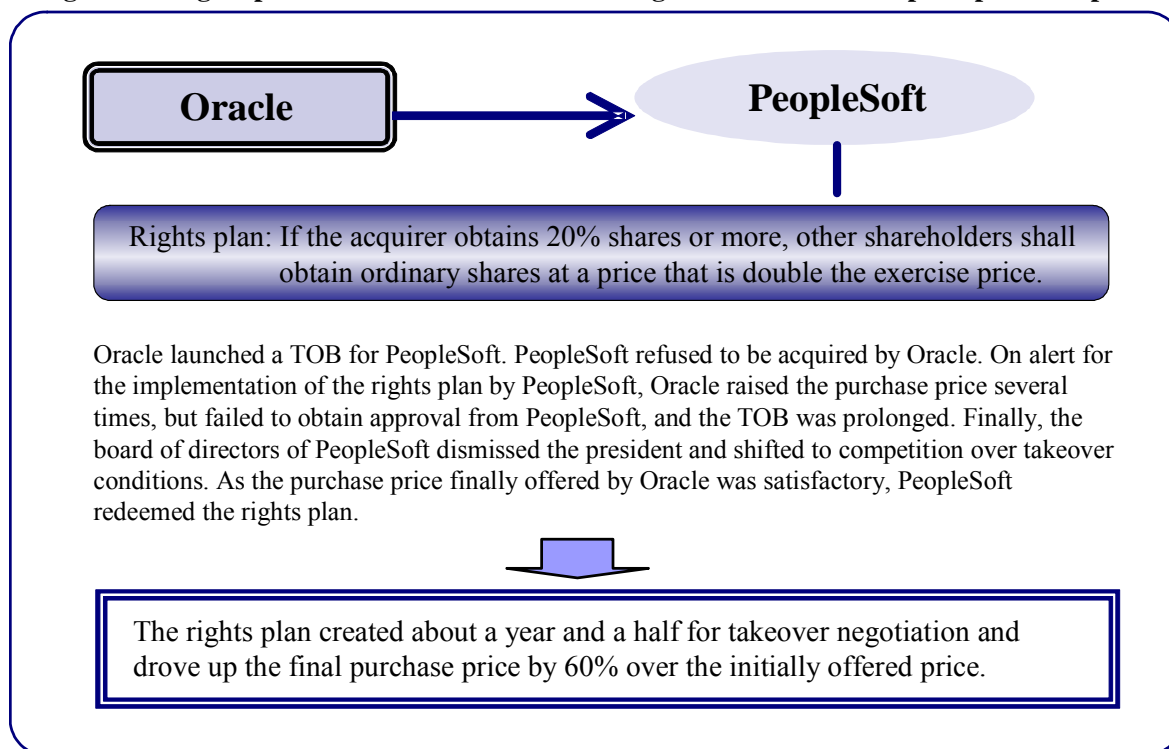 Oracle
PeopleSoft
Rights plan: If the acquirer obtains 20% shares or more, other shareholders shall
obtain ordinary shares at a price that is double the exercise price.
Oracle launched a TOB for PeopleSoft. PeopleSoft refused to be acquired by Oracle. On alert for
the implementation of the rights plan by PeopleSoft, Oracle raised the purchase price several
times, but failed to obtain approval from PeopleSoft, and the TOB was prolonged. Finally, the
board of directors of PeopleSoft dismissed the president and shifted to competition over takeover
conditions. As the purchase price finally offered by Oracle was satisfactory, PeopleSoft
redeemed the rights plan.
The rights plan created about a year and a half for takeover negotiation and
drove up the final purchase price by 60% over the initially offered price.